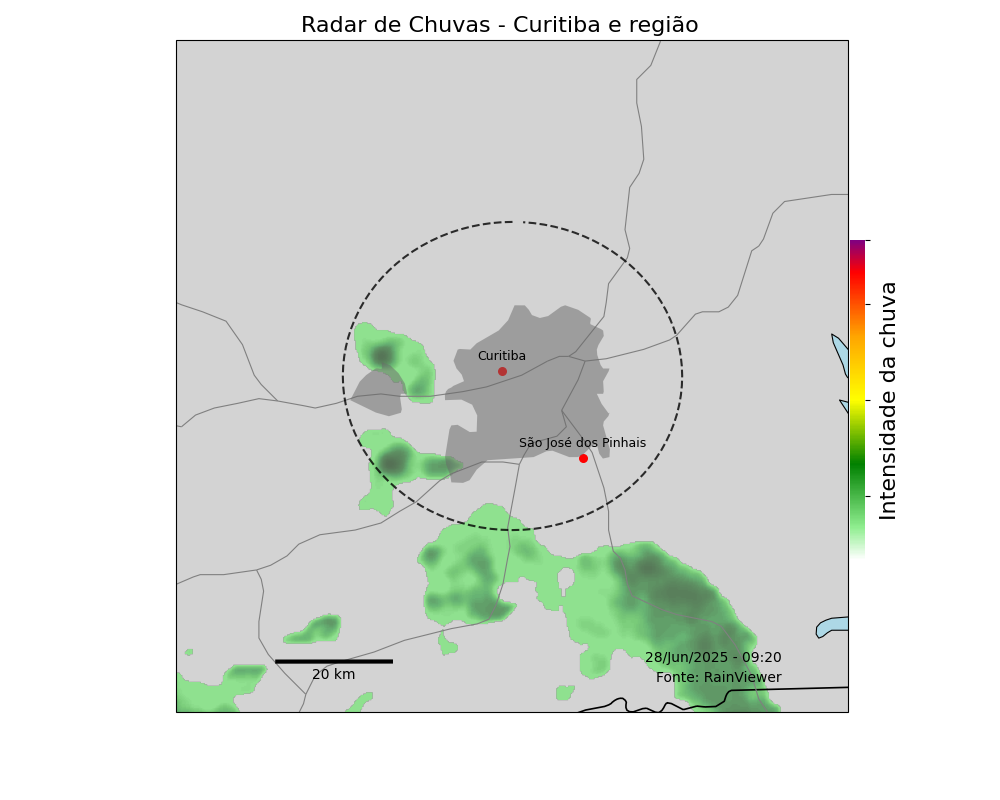 Radar de Chuvas - Curitiba e região
Curitiba
São José dos Pinhais
Intensidade da chuva
28/Jun/2025 - 09:20
20 km
Fonte: RainViewer